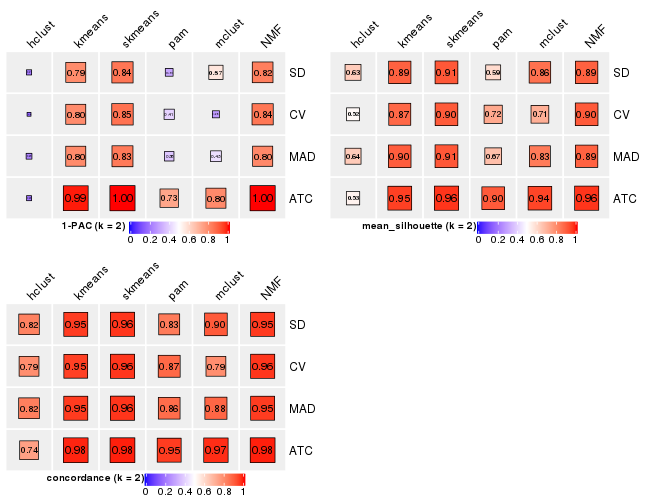 hclust kmeans skmeans pam mclust NMF
0.79 0.84 0.57 0.82 SD
0.80 0.85 0.41 0.84 CV
0.80 0.83 0.43 0.80 MAD
0.99 1.00 0.73 0.80 1.00 ATC
1-PAC (k = 2)
0 0.2 0.4 0.6 0.8 1
hclust kmeans skmeans pam mclust NMF
0.63 0.89 0.91 0.59 0.86 0.89 SD
0.52 0.87 0.90 0.72 0.71 0.90 CV
0.64 0.90 0.91 0.67 0.83 0.89 MAD
0.53 0.95 0.96 0.90 0.94 0.96 ATC
mean_silhouette (k = 2)
0 0.2 0.4 0.6 0.8 1
hclust kmeans skmeans pam mclust NMF
0.82 0.95 0.96 0.83 0.90 0.95 SD
0.79 0.95 0.96 0.87 0.79 0.96 CV
0.82 0.95 0.96 0.86 0.88 0.95 MAD
0.74 0.98 0.98 0.95 0.97 0.98 ATC
concordance (k = 2)
0 0.2 0.4 0.6 0.8 1